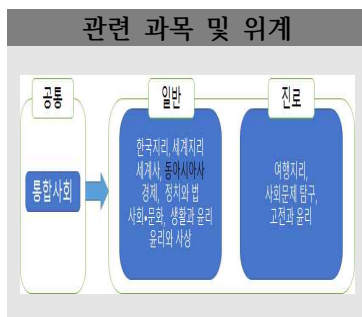 관련 과목 및 위계
공통
일반
진로
통합사회
한국지리, 세계지리
세계사, 동아시아사
경제, 정치와 법
사회•문화, 생활과 윤리
윤리와 사상
여행지리,
사회문제 탐구,
고전과 윤리